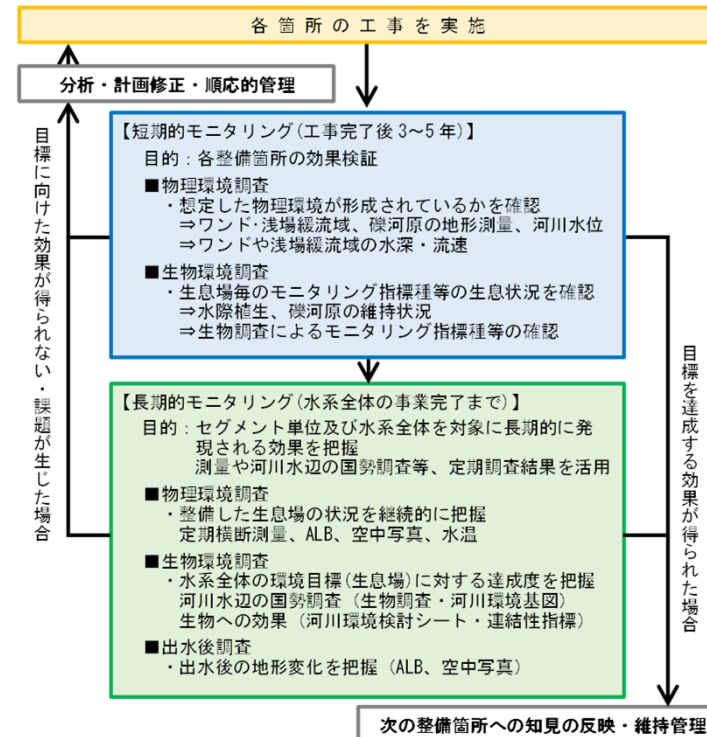 各箇所の工事を実施
分析・計画修正・順応的管理
目標に向けた効果が得られない・課題が生じた場合
【短期的モニタリング(工事完了後3～5年)】
目的：各整備箇所の効果検証
■物理環境調査
・想定した物理環境が形成されているかを確認
⇒ワンド・浅場緩流域、礫河原の地形測量、河川水位
⇒ワンドや浅場緩流域の水深・流速
■生物環境調査
・生息場毎のモニタリング指標種等の生息状況を確認
⇒水際植生、礫河原の維持状況
⇒生物調査によるモニタリング指標種等の確認
【長期的モニタリング(水系全体の事業完了まで)】
目的：セグメント単位及び水系全体を対象に長期的に発
現される効果を把握
測量や河川水辺の国勢調査等、定期調査結果を活用
■物理環境調査
・整備した生息場の状況を継続的に把握
定期横断測量、ALB、空中写真、水温
■生物環境調査
・水系全体の環境目標(生息場)に対する達成度を把握
河川水辺の国勢調査（生物調査・河川環境基図）
生物への効果（河川環境検討シート・連結性指標）
■出水後調査
・出水後の地形変化を把握（ALB、空中写真）
目標を達成する効果が得られた場合
次の整備箇所への知見の反映・維持管理